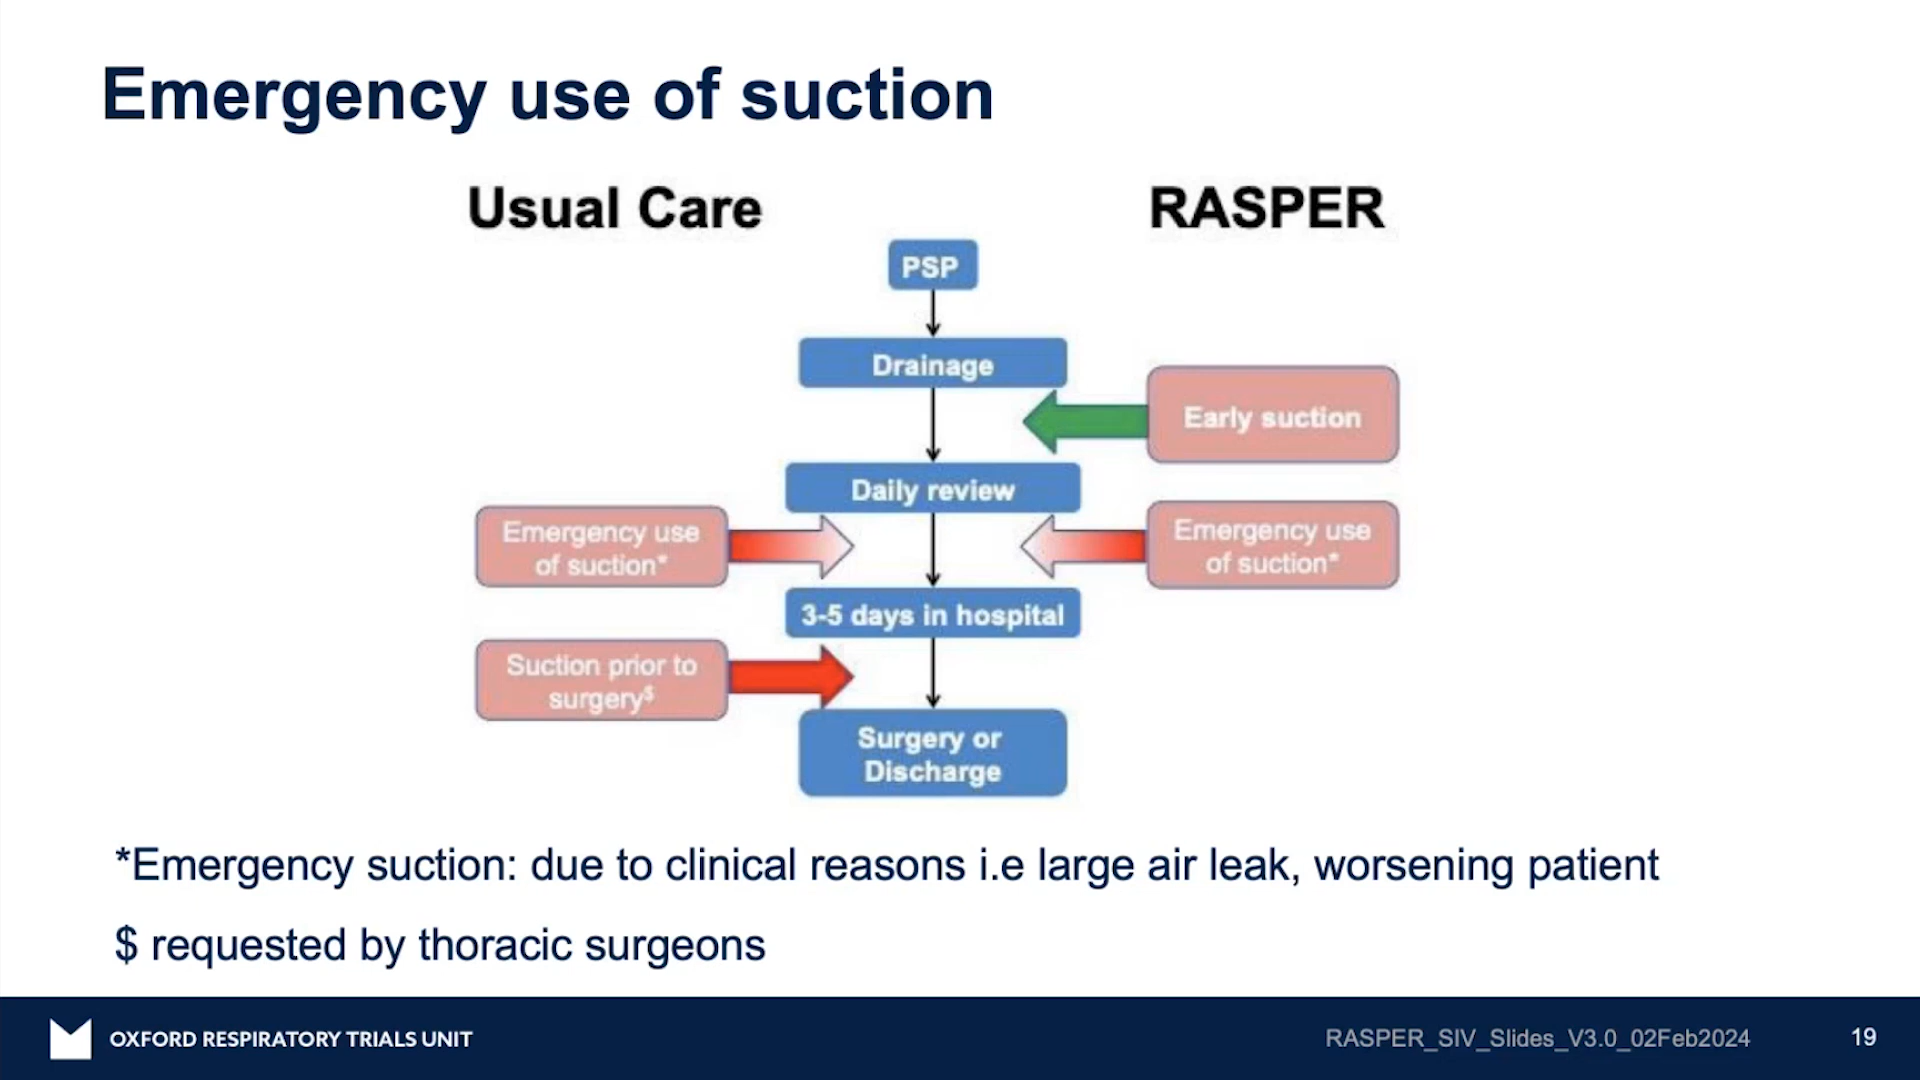 Emergency use of suction
Usual Care
RASPER
PSP
Drainage
Early suction
Daily review
Emergency use
of suction*
Emergency use
of suction*
3-5 days in hospital
Suction prior to
surgery$
Surgery or
Discharge
*Emergency suction: due to clinical reasons i.e large air leak, worsening patient
$ requested by thoracic surgeons
OXFORD RESPIRATORY TRIALS UNIT
RASPER_SIV_Slides_V3.0_02Feb2024
19